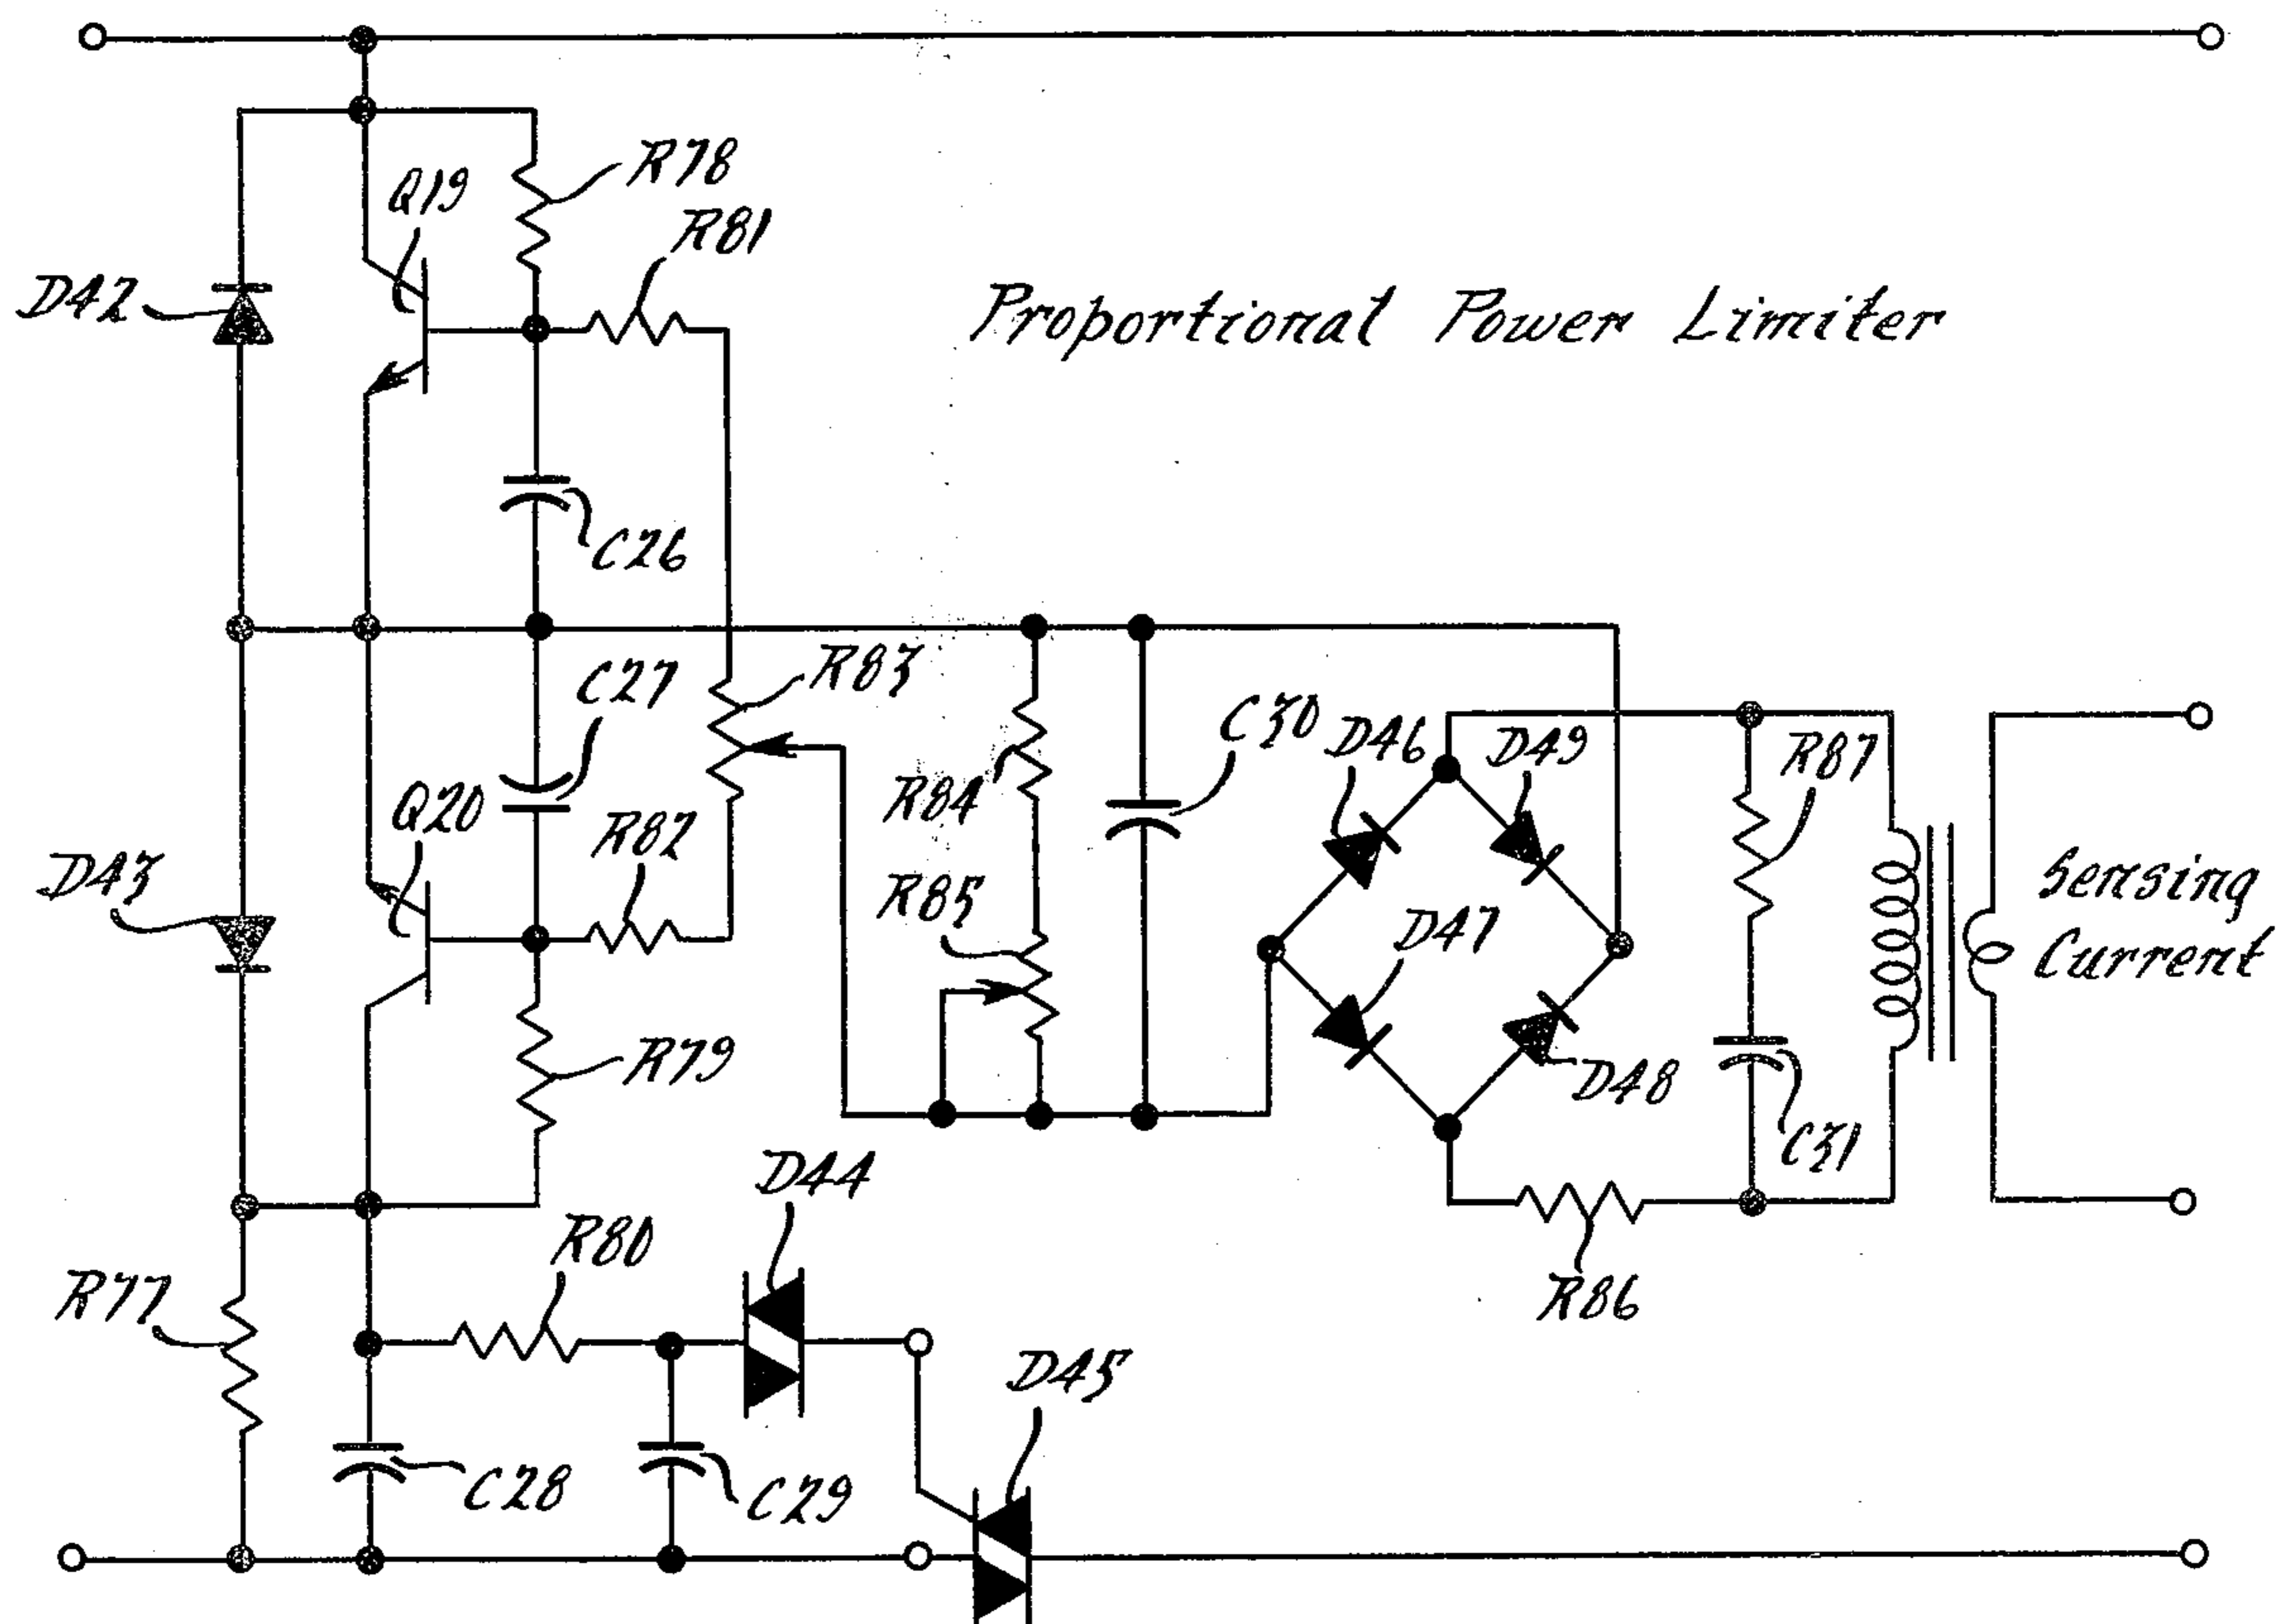 R78
Q19
R81
D42
Proportional Power Limiter
C26
C27
R83
C30
D46
D49
R87
R84
Q20
R82
D43
R85
D47
Sensing
Current
R79
D48
C31
D44
R80
R77
R86
D45
C28
C29